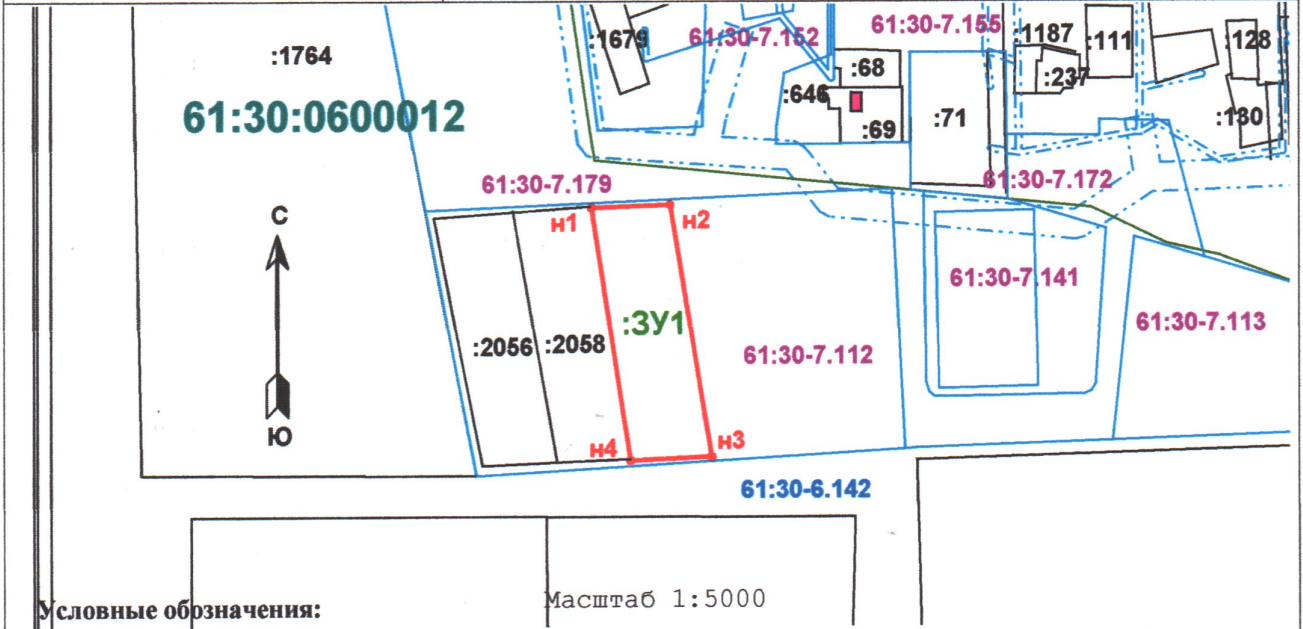 :1679
61:30-7.152
61:30-7.155
:1187
:111
:128
:1764
:68
:237
:646
61:30:0600012
:71
:130
:69
61:30-7.179
61:30-7.172
С
н1
н2
61:30-7.141
:ЗУ1
61:30-7.113
:2056
:2058
61:30-7.112
Ю
н4
н3
61:30-6.142
Масштаб 1:5000
Условные обозначения: